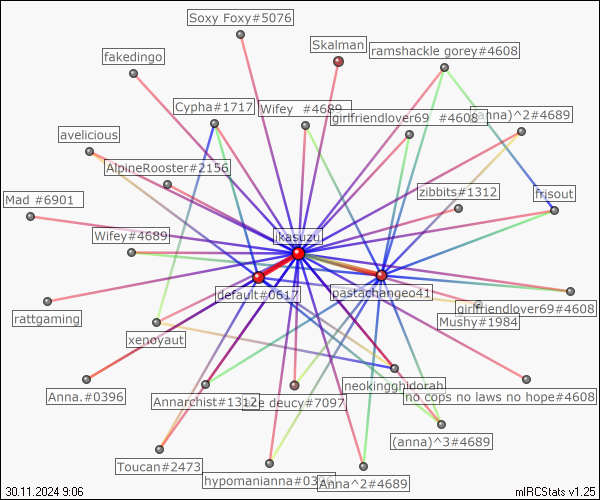 Soxy Foxy#5076
Skalman
ramshackle gorey#4608
fakedingo
Cypha#1717
Wifey #4689
girlfriendlover69 #4608
(anna)^2#4689
avelicious
AlpineRooster#2156
zibbits#1312
frisout
Mad #6901
Wifey#4689
ikasuzu
default#0617
pastachange041
girlfriendlover69#4608
Mushy#1984
rattgaming
xenoyaut
neokingghidorah
Anna.#0396
Annarchist#1312
deucy#7097
no cops no laws no hope#4608
(anna)^3#4689
Toucan#2473
hypomanianna#0396
Anna^2#4689
30.11.2024 9:06
mIRCStats v1.25